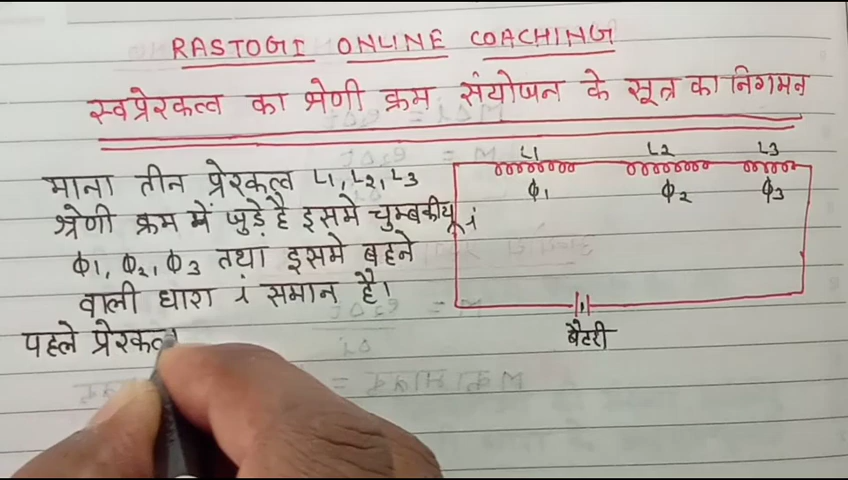 RASTOGI ONLINE COACHING
स्वप्रेरकत्व का श्रेणी क्रम संयोजन के सूत्र का निगमन
माना तीन प्रेरकत्व L1, L2, L3
श्रेणी क्रम में जुड़े है इसमे चुम्बकीय
Φ1, Φ2, Φ3 तथा इसमे बहने
वाली धारा i समान है।
पहले प्रेरकत्व
L1 L2 L3
Φ1 Φ2 Φ3
i
बैटरी